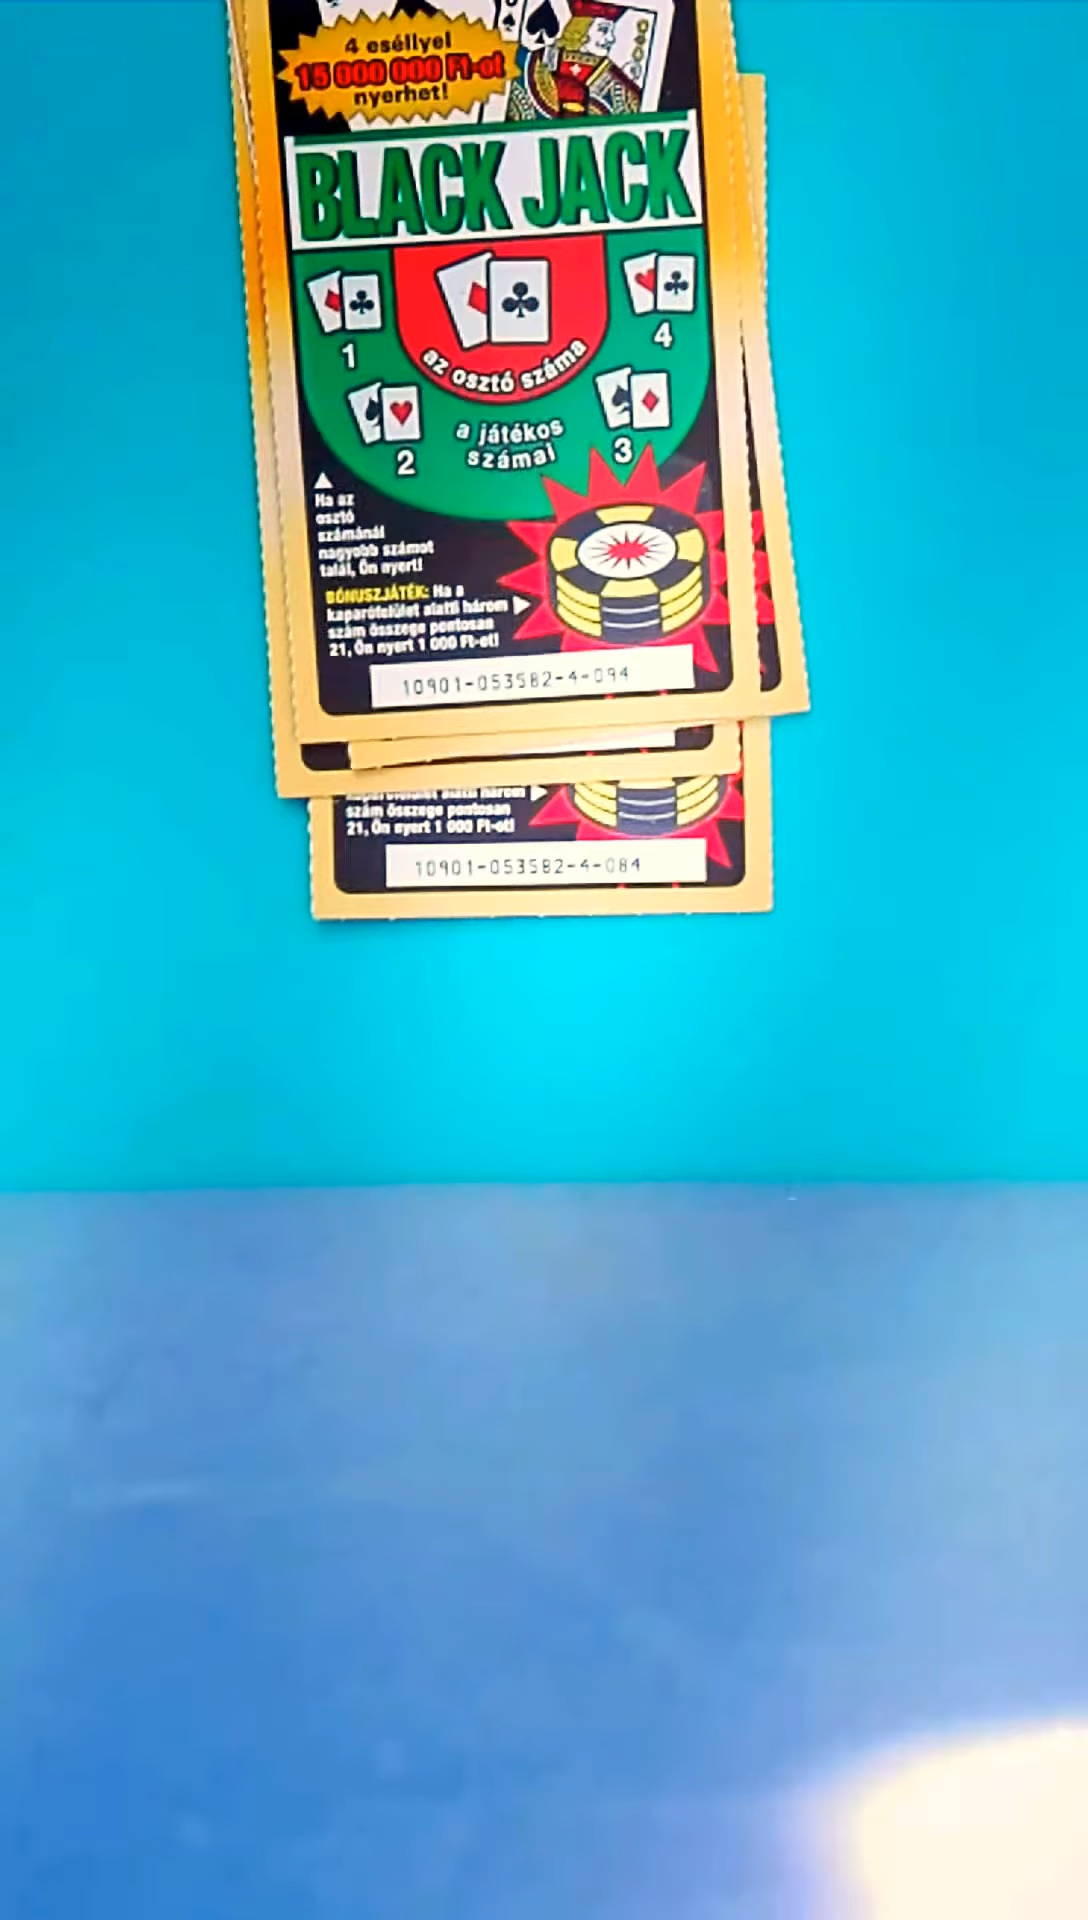 4 eséllyel
15 000 000 Ft-ot
nyerhet!
BLACK JACK
az osztó száma
1
4
2
a játékos
számai
3
Ha az
osztó
számánál
nagyobb számot
talál, Ön nyert!
BÓNUSZJÁTÉK: Ha a
kaparófelület alatti három
szám összege pontosan
21, Ön nyert 1 000 Ft-ot!
10901-053582-4-094
kaparófelület alatti három
szám összege pontosan
21, Ön nyert 1 000 Ft-ot!
10901-053582-4-084